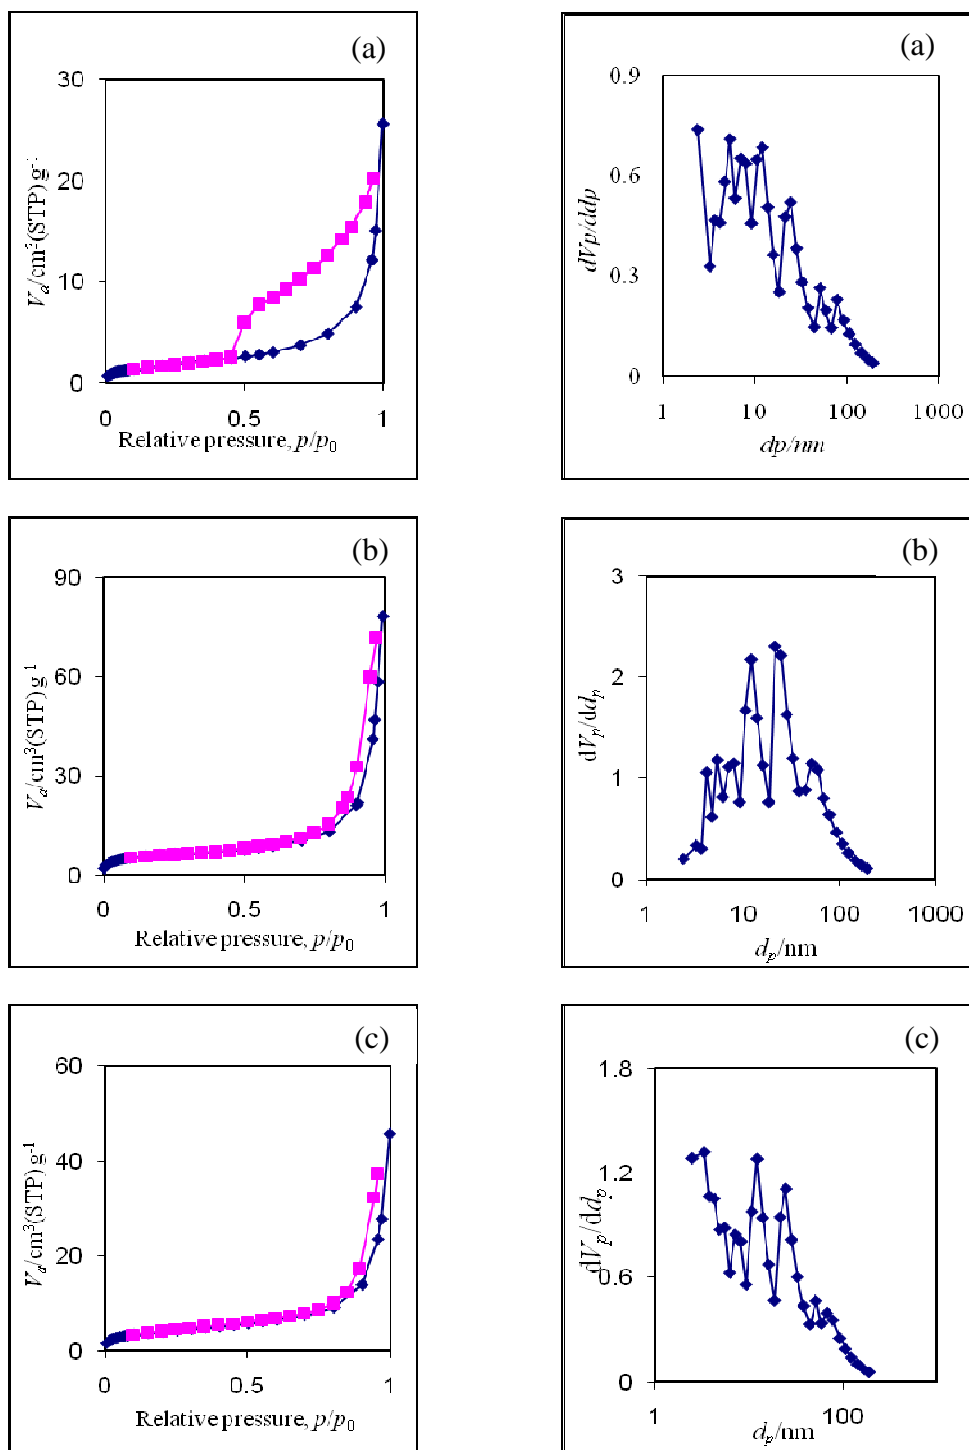 (a)
30
20
10
0
0 0.5 1
Vₐ/cm³(STP) g⁻
Relative pressure, p/p₀
(a)
0.9
0.6
0.3
0
1 10 100 1000
dVp/ddp
dp/nm
(b)
90
60
30
0
0 0.5 1
Vₐ/cm³(STP) g⁻¹
Relative pressure, p/p₀
(b)
3
2
1
0
1 10 100 1000
dVₚ/ddₚ
dₚ/nm
(c)
60
40
20
0
0 0.5 1
Vₐ/cm³(STP) g⁻¹
Relative pressure, p/p₀
(c)
1.8
1.2
0.6
0
1 100
dVₚ/ddₚ
dₚ/nm